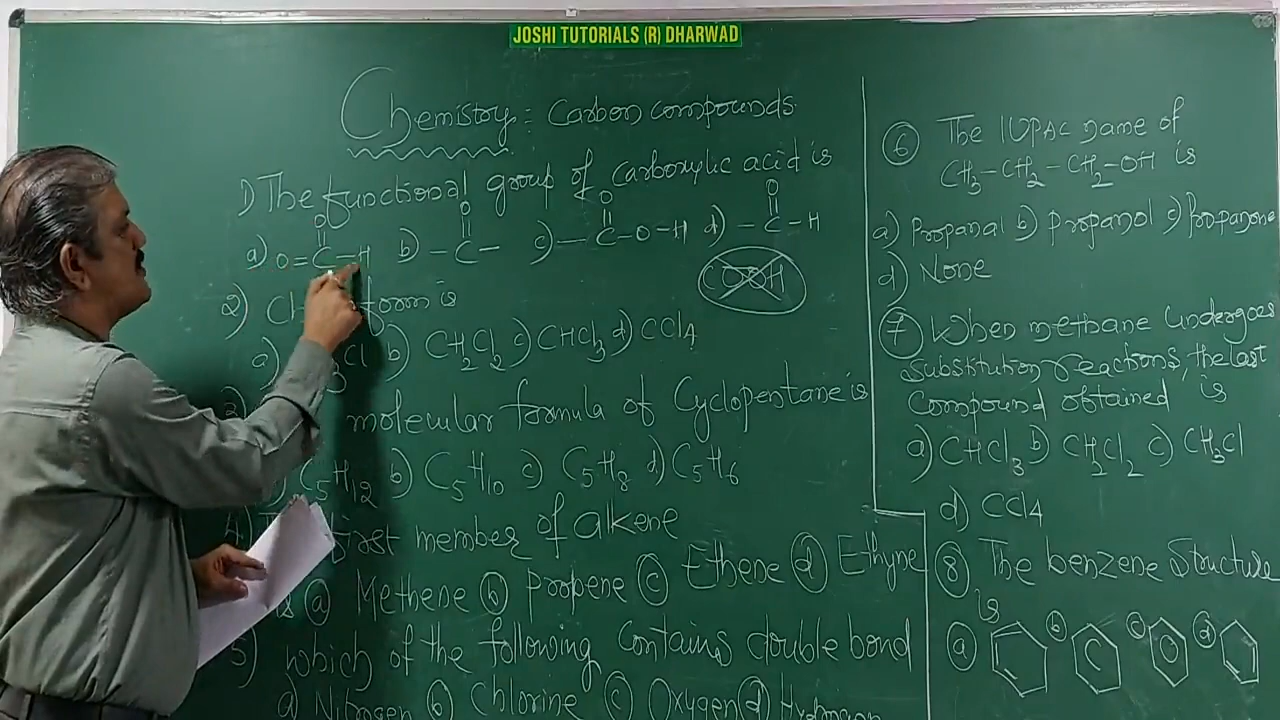 JOSHI TUTORIALS (R) DHARWAD
Chemistry: Carbon compounds
1) The functional group of Carboxylic acid is
O O O O
a) O=C-H b) -C- c) -C-O-H d) -C-H
COOH
2) form is
a) Cl b) CH2Cl2 c) CHCl3 d) CCl4
molecular formula of Cyclopentane is
C5H12 b) C5H10 c) C5H8 d) C5H6
4) first member of alkene
is a Methene b propene c Ethene d Ethyne
5) which of the following Contains double bond
a) Nitrogen b Chlorine c Oxygen d Hydrogen
6 The IUPAC name of
CH3-CH2-CH2-OH is
a) Propanal b) propanol c) Propanone
d) None
7 When methane undergoes
Substitution reactions, the last
Compound obtained is
a) CHCl3 b) CH2Cl2 c) CH3Cl
d) CCl4
8 The benzene Structure
is
a b c d